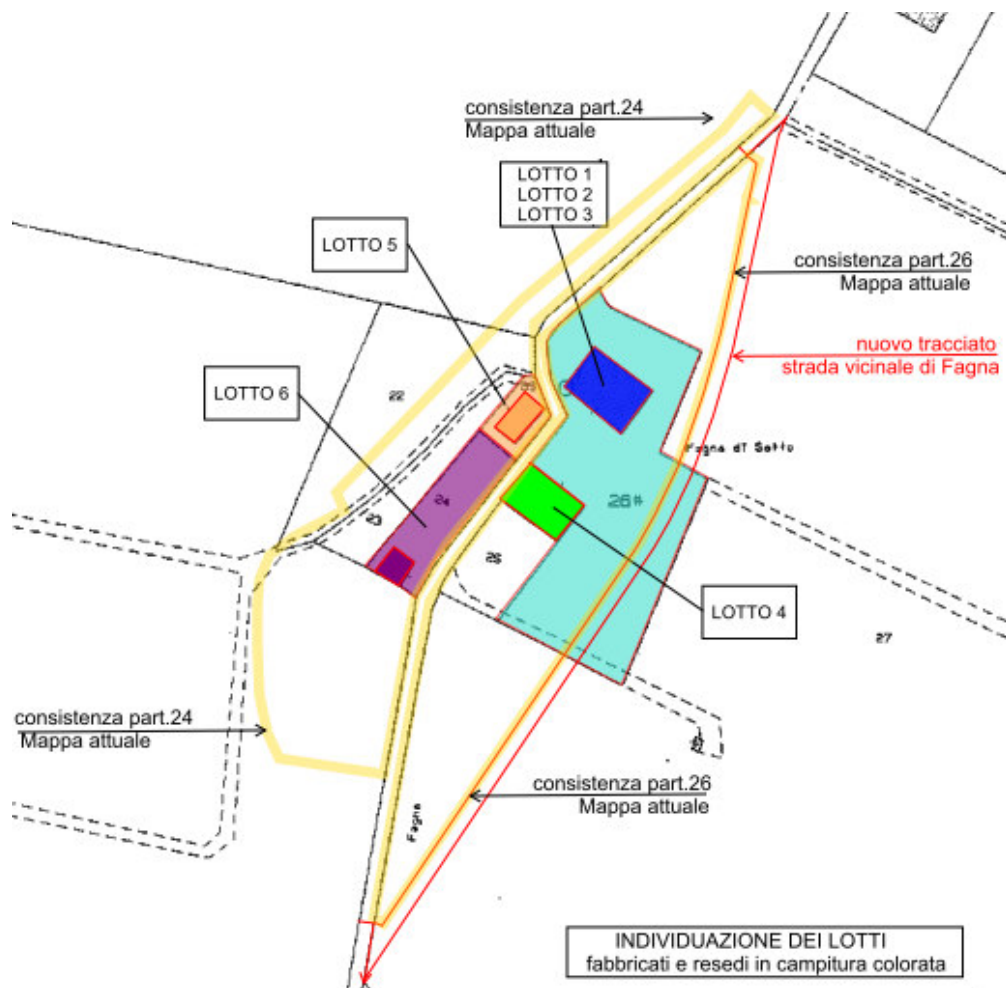 consistenza part.24
Mappa attuale
LOTTO 1
LOTTO 2
LOTTO 3
LOTTO 5
consistenza part.26
Mappa attuale
nuovo tracciato
strada vicinale di Fagna
LOTTO 6
22
Fagna di Sotto
24
26#
23
LOTTO 4
27
consistenza part.24
Mappa attuale
consistenza part.26
Mappa attuale
Fagna
INDIVIDUAZIONE DEI LOTTI
fabbricati e resedi in campitura colorata